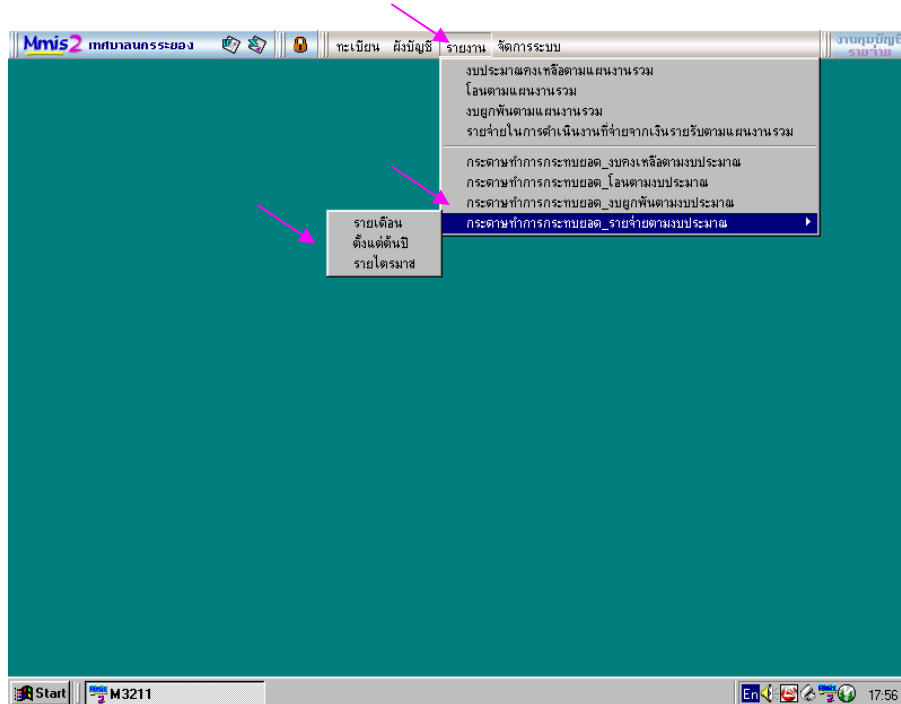 Mmis2 เทศบาลนครระยอง
ทะเบียน ผังบัญชี รายงาน จัดการระบบ
งานคุมบัญชี
รายจ่าย
งบประมาณคงเหลือตามแผนงานรวม
โอนตามแผนงานรวม
งบผูกพันตามแผนงานรวม
รายจ่ายในการดำเนินงานที่จ่ายจากเงินรายรับตามแผนงานรวม
กระดาษทำการกระทบยอด_งบคงเหลือตามงบประมาณ
กระดาษทำการกระทบยอด_โอนตามงบประมาณ
กระดาษทำการกระทบยอด_งบผูกพันตามงบประมาณ
กระดาษทำการกระทบยอด_รายจ่ายตามงบประมาณ
รายเดือน
ตั้งแต่ต้นปี
รายไตรมาส
Start M3211 En 17:56